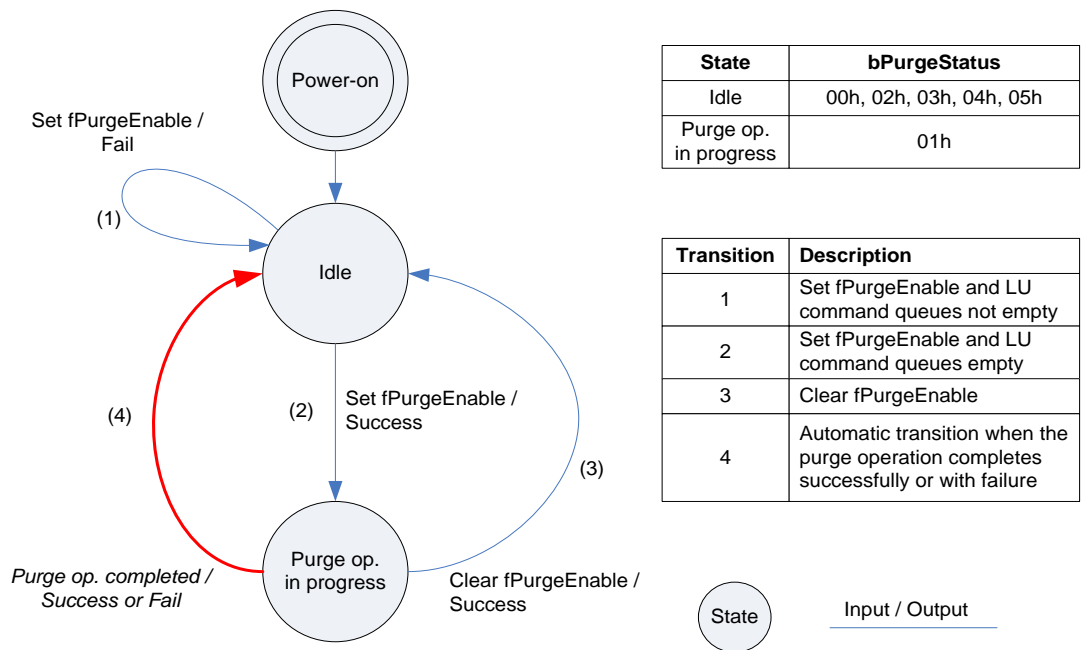 Power-on
Set fPurgeEnable /
Fail
(1)
Idle
(4)
(2)
Set fPurgeEnable /
Success
(3)
Purge op.
in progress
Purge op. completed /
Success or Fail
Clear fPurgeEnable /
Success
State bPurgeStatus
Idle 00h, 02h, 03h, 04h, 05h
Purge op.
in progress 01h
Transition Description
1 Set fPurgeEnable and LU
command queues not empty
2 Set fPurgeEnable and LU
command queues empty
3 Clear fPurgeEnable
4 Automatic transition when the
purge operation completes
successfully or with failure
State
Input / Output